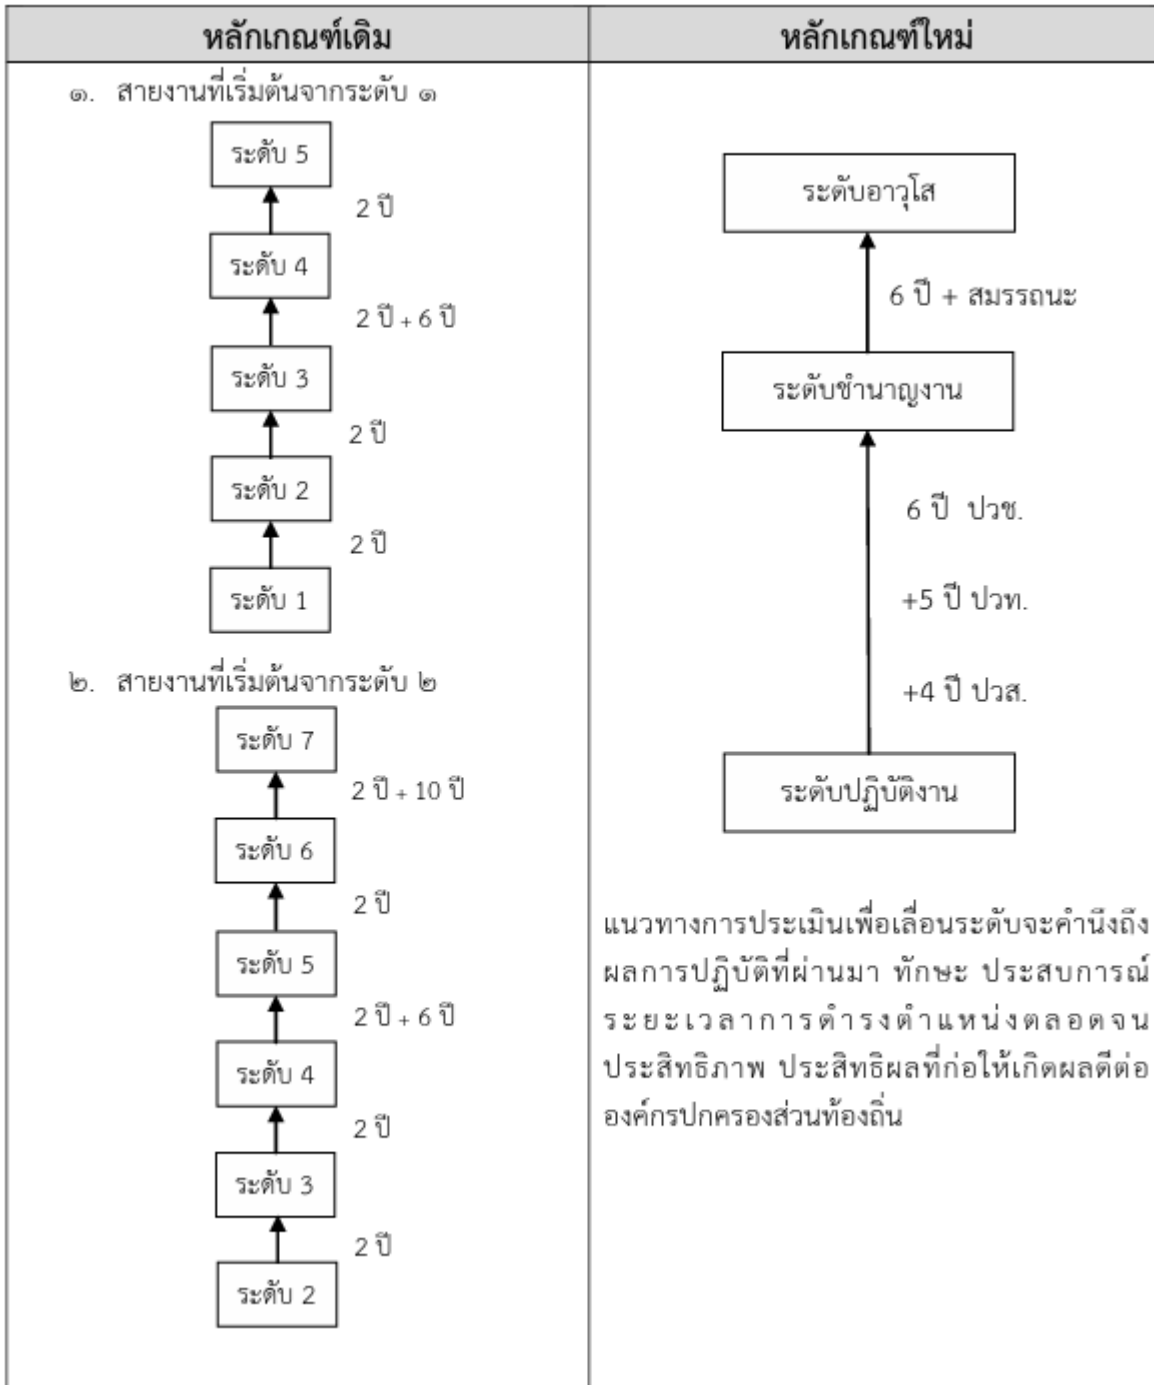 หลักเกณฑ์เดิม
๑. สายงานที่เริ่มต้นจากระดับ ๑
ระดับ 5
2 ปี
ระดับ 4
2 ปี + 6 ปี
ระดับ 3
2 ปี
ระดับ 2
2 ปี
ระดับ 1
๒. สายงานที่เริ่มต้นจากระดับ ๒
ระดับ 7
2 ปี + 10 ปี
ระดับ 6
2 ปี
ระดับ 5
2 ปี + 6 ปี
ระดับ 4
2 ปี
ระดับ 3
2 ปี
ระดับ 2
หลักเกณฑ์ใหม่
ระดับอาวุโส
6 ปี + สมรรถนะ
ระดับชำนาญงาน
6 ปี ปวช.
+5 ปี ปวท.
+4 ปี ปวส.
ระดับปฏิบัติงาน
แนวทางการประเมินเพื่อเลื่อนระดับจะคำนึงถึง
ผลการปฏิบัติที่ผ่านมา ทักษะ ประสบการณ์
ระยะเวลาการดำรงตำแหน่งตลอดจน
ประสิทธิภาพ ประสิทธิผลที่ก่อให้เกิดผลดีต่อ
องค์กรปกครองส่วนท้องถิ่น